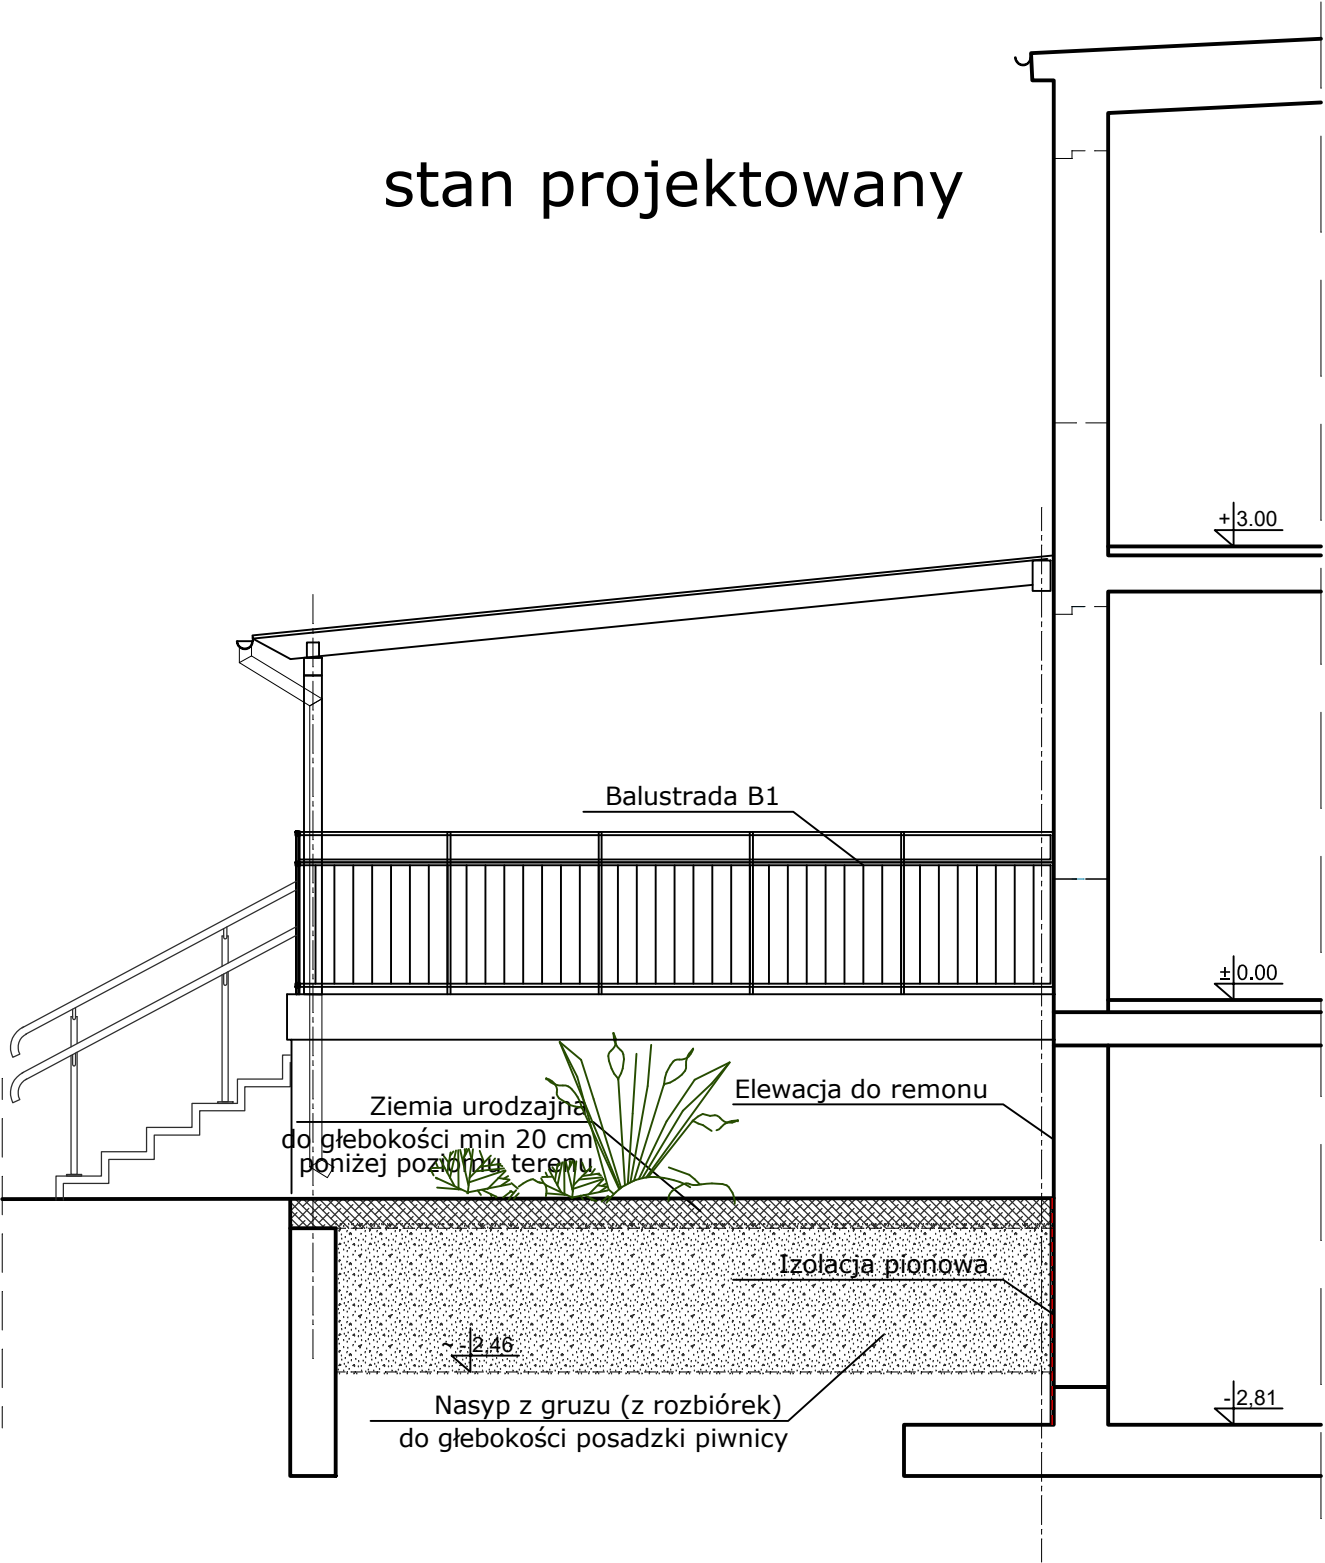 stan projektowany
+3.00
Balustrada B1
±0.00
Elewacja do remonu
Ziemia urodzajna
do głebokości min 20 cm
poniżej poziomu terenu
Izolacja pionowa
~ -2,46
Nasyp z gruzu (z rozbiórek)
do głebokości posadzki piwnicy
-2,81